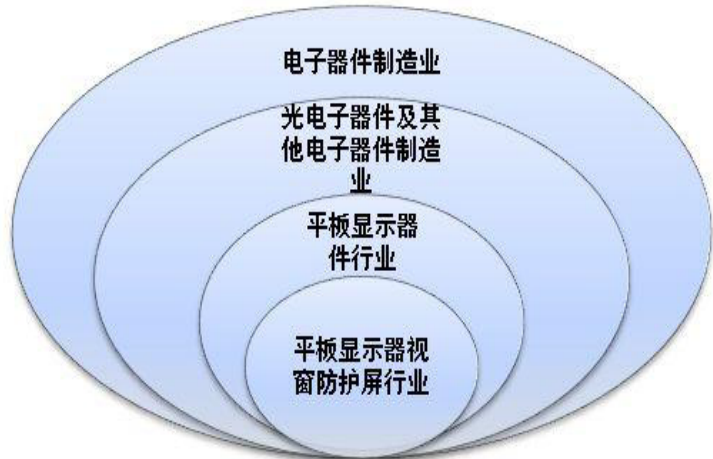 电子器件制造业
光电子器件及其
他电子器件制造
业
平板显示器
件行业
平板显示器视
窗防护屏行业